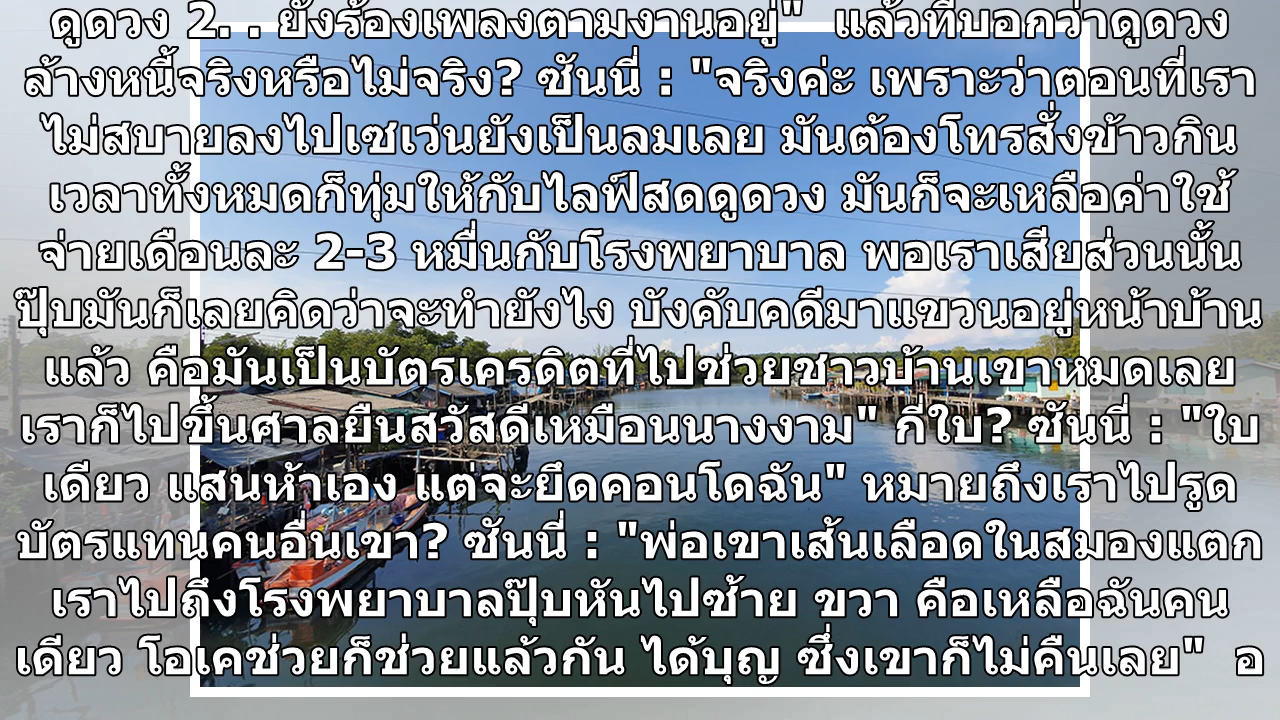 ดูดวง 2. . ยังร้องเพลงตามงานอยู่"  แล้วที่บอกว่าดูดวง
ล้างหนี้จริงหรือไม่จริง? ซันนี่ : "จริงค่ะ เพราะว่าตอนที่เรา
ไม่สบายลงไปเซเว่นยังเป็นลมเลย มันต้องโทรสั่งข้าวกิน
เวลาทั้งหมดก็ทุ่มให้กับไลฟ์สดดูดวง มันก็จะเหลือค่าใช้
จ่ายเดือนละ 2-3 หมื่นกับโรงพยาบาล พอเราเสียส่วนนั้น
ปุ๊บมันก็เลยคิดว่าจะทำยังไง บังคับคดีมาแขวนอยู่หน้าบ้าน
แล้ว คือมันเป็นบัตรเครดิตที่ไปช่วยชาวบ้านเขาหมดเลย
เราก็ไปขึ้นศาลยืนสวัสดีเหมือนนางงาม" กี่ใบ? ซันนี่ : "ใบ
เดียว แสนห้าเอง แต่จะยึดคอนโดฉัน" หมายถึงเราไปรูด
บัตรแทนคนอื่นเขา? ซันนี่ : "พ่อเขาเส้นเลือดในสมองแตก
เราไปถึงโรงพยาบาลปุ๊บหันไปซ้าย ขวา คือเหลือฉันคน
เดียว โอเคช่วยก็ช่วยแล้วกัน ได้บุญ ซึ่งเขาก็ไม่คืนเลย"  อ